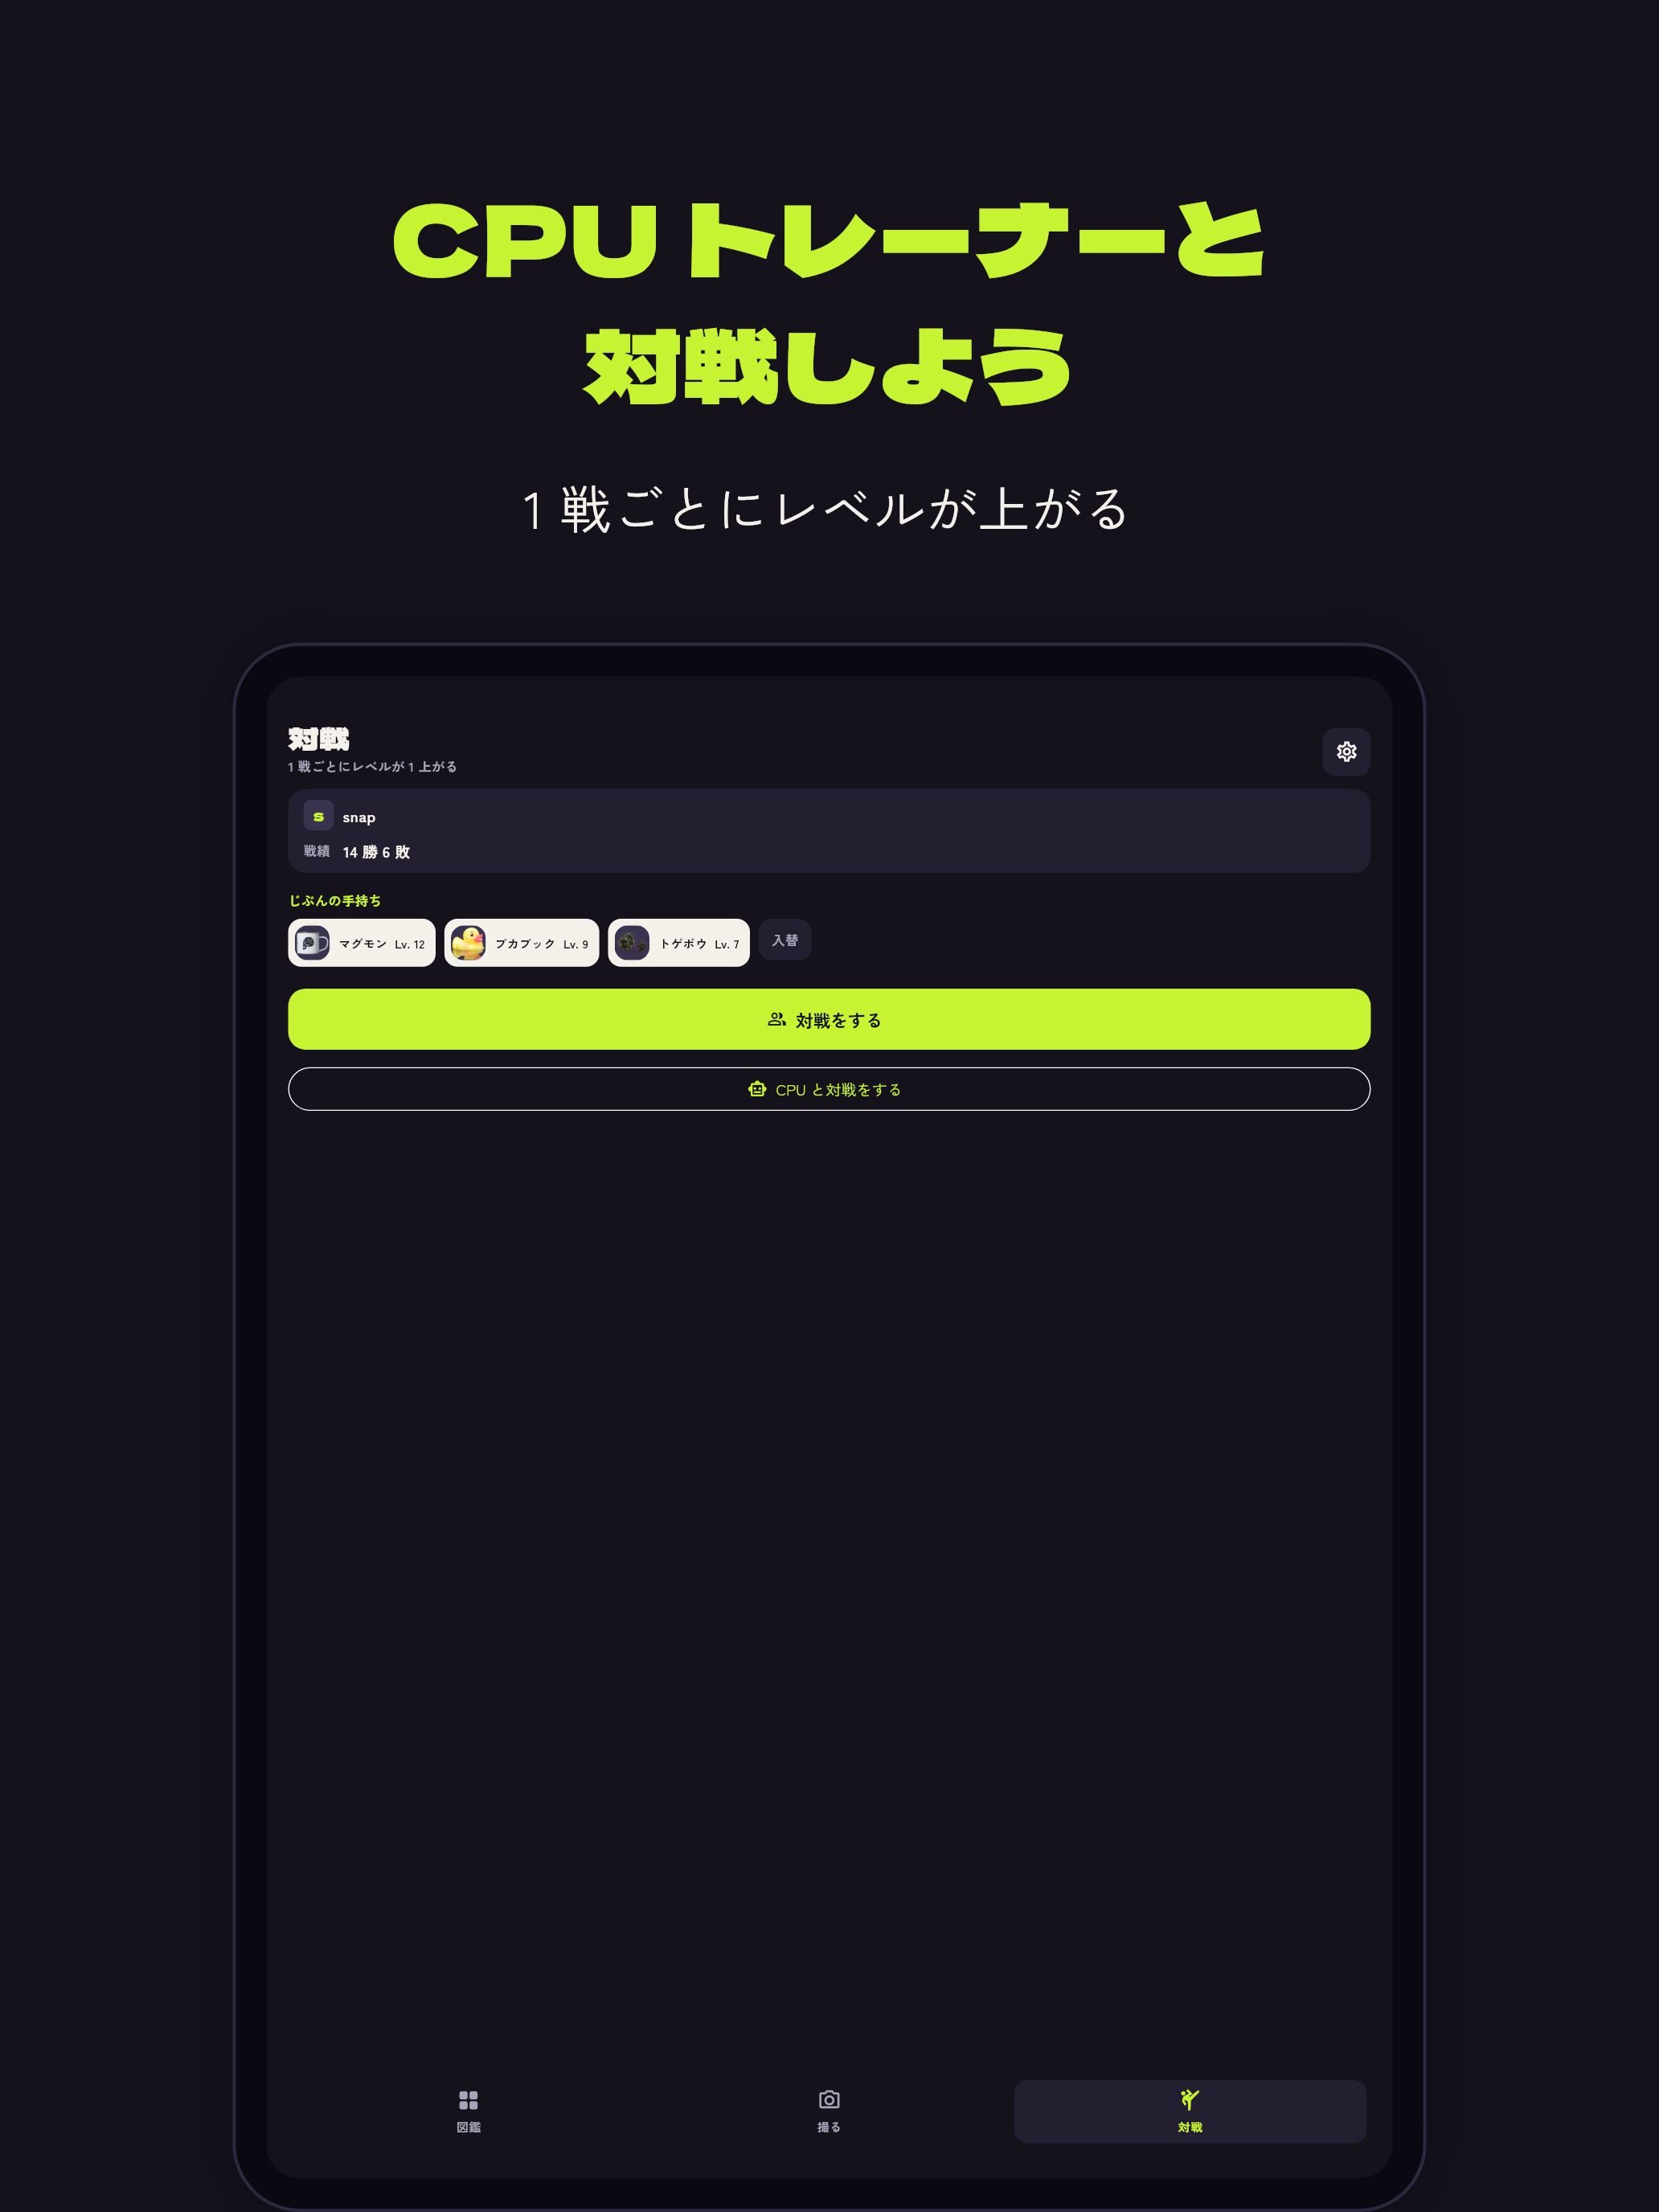 CPU トレーナーと
対戦しよう
1 戦ごとにレベルが上がる
対戦
1 戦ごとにレベルが 1 上がる
S snap
戦績 14 勝 6 敗
じぶんの手持ち
マグモン Lv. 12 プカブック Lv. 9 トゲボウ Lv. 7 入替
対戦をする
CPU と対戦をする
図鑑 撮る 対戦